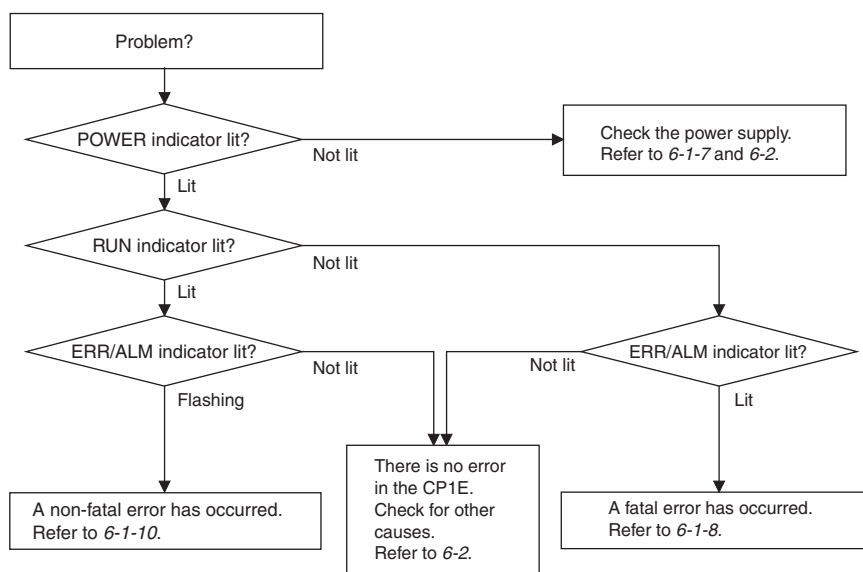 Problem?
POWER indicator lit?
Not lit
Check the power supply.
Refer to 6-1-7 and 6-2.
Lit
RUN indicator lit?
Not lit
Lit
ERR/ALM indicator lit?
Not lit
Not lit
ERR/ALM indicator lit?
Flashing
Lit
A non-fatal error has occurred.
Refer to 6-1-10.
There is no error
in the CP1E.
Check for other
causes.
Refer to 6-2.
A fatal error has occurred.
Refer to 6-1-8.